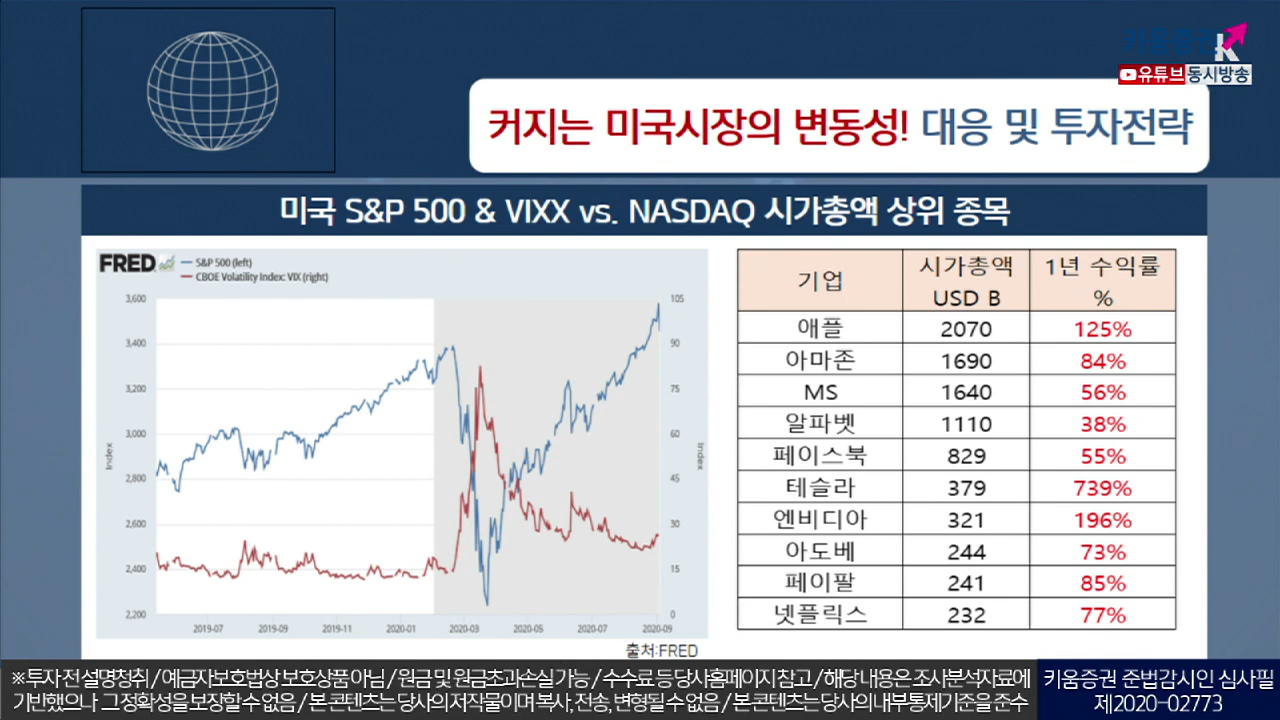 키움증권
유튜브동시방송
커지는 미국시장의 변동성! 대응 및 투자전략
미국 S&P 500 & VIXX vs. NASDAQ 시가총액 상위 종목
FRED
S&P 500 (left)
CBOE Volatility Index: VIX (right)
3,600
3,400
3,200
3,000
2,800
2,600
2,400
2,200
Index
105
90
75
60
45
30
15
0
Index
2019-07 2019-09 2019-11 2020-01 2020-03 2020-05 2020-07 2020-09
출처:FRED
기업 시가총액 USD B 1년 수익률 %
애플 2070 125%
아마존 1690 84%
MS 1640 56%
알파벳 1110 38%
페이스북 829 55%
테슬라 379 739%
엔비디아 321 196%
아도베 244 73%
페이팔 241 85%
넷플릭스 232 77%
※투자 전 설명청취 / 예금자보호법상 보호상품 아님 / 원금 및 원금초과손실 가능 / 수수료 등 당사홈페이지 참고 / 해당 내용은 조사분석자료에
기반했으나 그 정확성을 보장할 수 없음 / 본 콘텐츠는 당사의 저작물이며 복사, 전송, 변형될 수 없음 / 본 콘텐츠는 당사의 내부통제기준을 준수
키움증권 준법감시인 심사필
제2020-02773